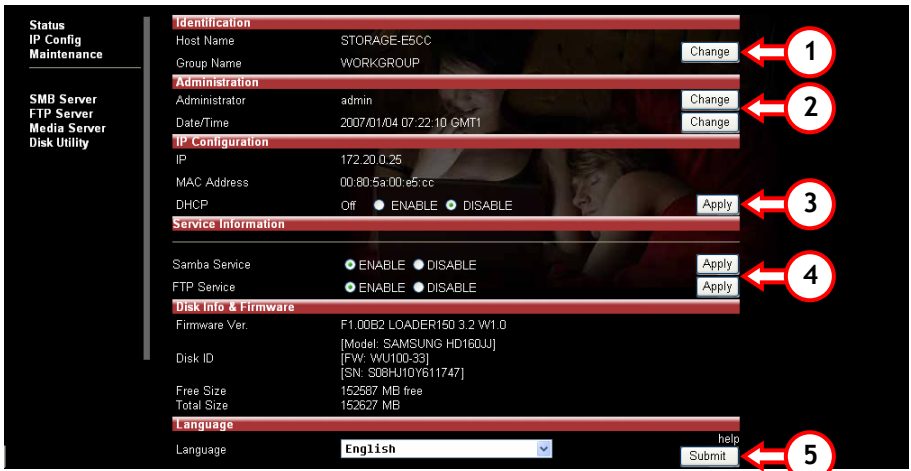 Status
IP Config
Maintenance
SMB Server
FTP Server
Media Server
Disk Utility
Identification
Host Name STORAGE-E5CC
Group Name WORKGROUP
Change
1
Administration
Administrator admin Change
2
Date/Time 2007/01/04 07:22:10 GMT1 Change
IP Configuration
IP 172.20.0.25
MAC Address 00:80:5a:00:e5:cc
DHCP Off ENABLE DISABLE Apply
3
Service Information
Samba Service ENABLE DISABLE Apply
4
FTP Service ENABLE DISABLE Apply
Disk Info & Firmware
Firmware Ver. F1.00B2 LOADER150 3.2 W1.0
Disk ID
[Model: SAMSUNG HD160JJ]
[FW: WU100-33]
[SN: S08HJ10Y611747]
Free Size 152587 MB free
Total Size 152627 MB
Language
help
Language English Submit
5